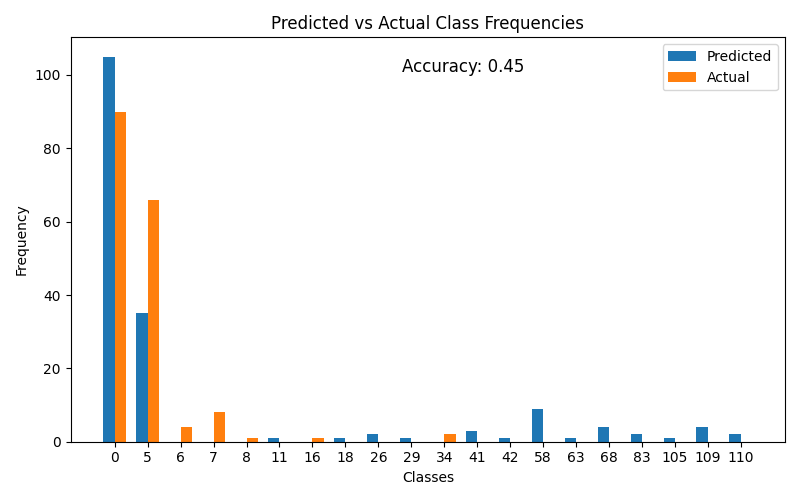 Predicted vs Actual Class Frequencies
Accuracy: 0.45
Predicted
Actual
Frequency
100
80
60
40
20
0
0 5 6 7 8 11 16 18 26 29 34 41 42 58 63 68 83 105 109 110
Classes